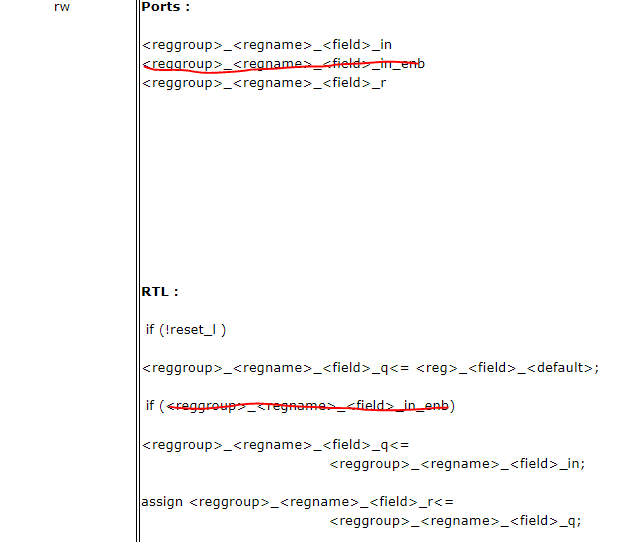 rw
Ports :
<reggroup>_<regname>_<field>_in
<reggroup>_<regname>_<field>_in_enb
<reggroup>_<regname>_<field>_r
RTL :
if (!reset_l )
<reggroup>_<regname>_<field>_q<= <reg>_<field>_<default>;
if (<reggroup>_<regname>_<field>_in_enb)
<reggroup>_<regname>_<field>_q<=
<reggroup>_<regname>_<field>_in;
assign <reggroup>_<regname>_<field>_r<=
<reggroup>_<regname>_<field>_q;